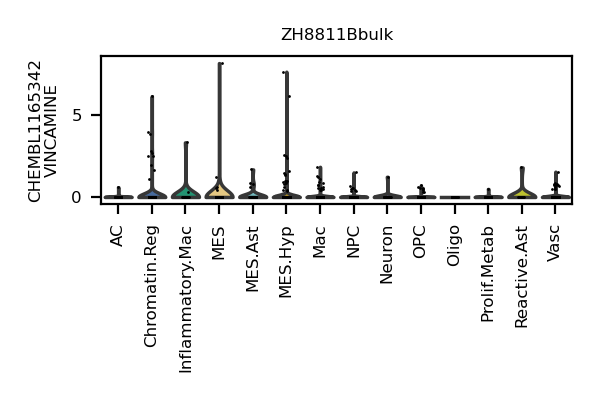 ZH8811Bbulk
CHEMBL1165342
VINCAMINE
5
0
AC
Chromatin.Reg
Inflammatory.Mac
MES
MES.Ast
MES.Hyp
Mac
NPC
Neuron
OPC
Oligo
Prolif.Metab
Reactive.Ast
Vasc